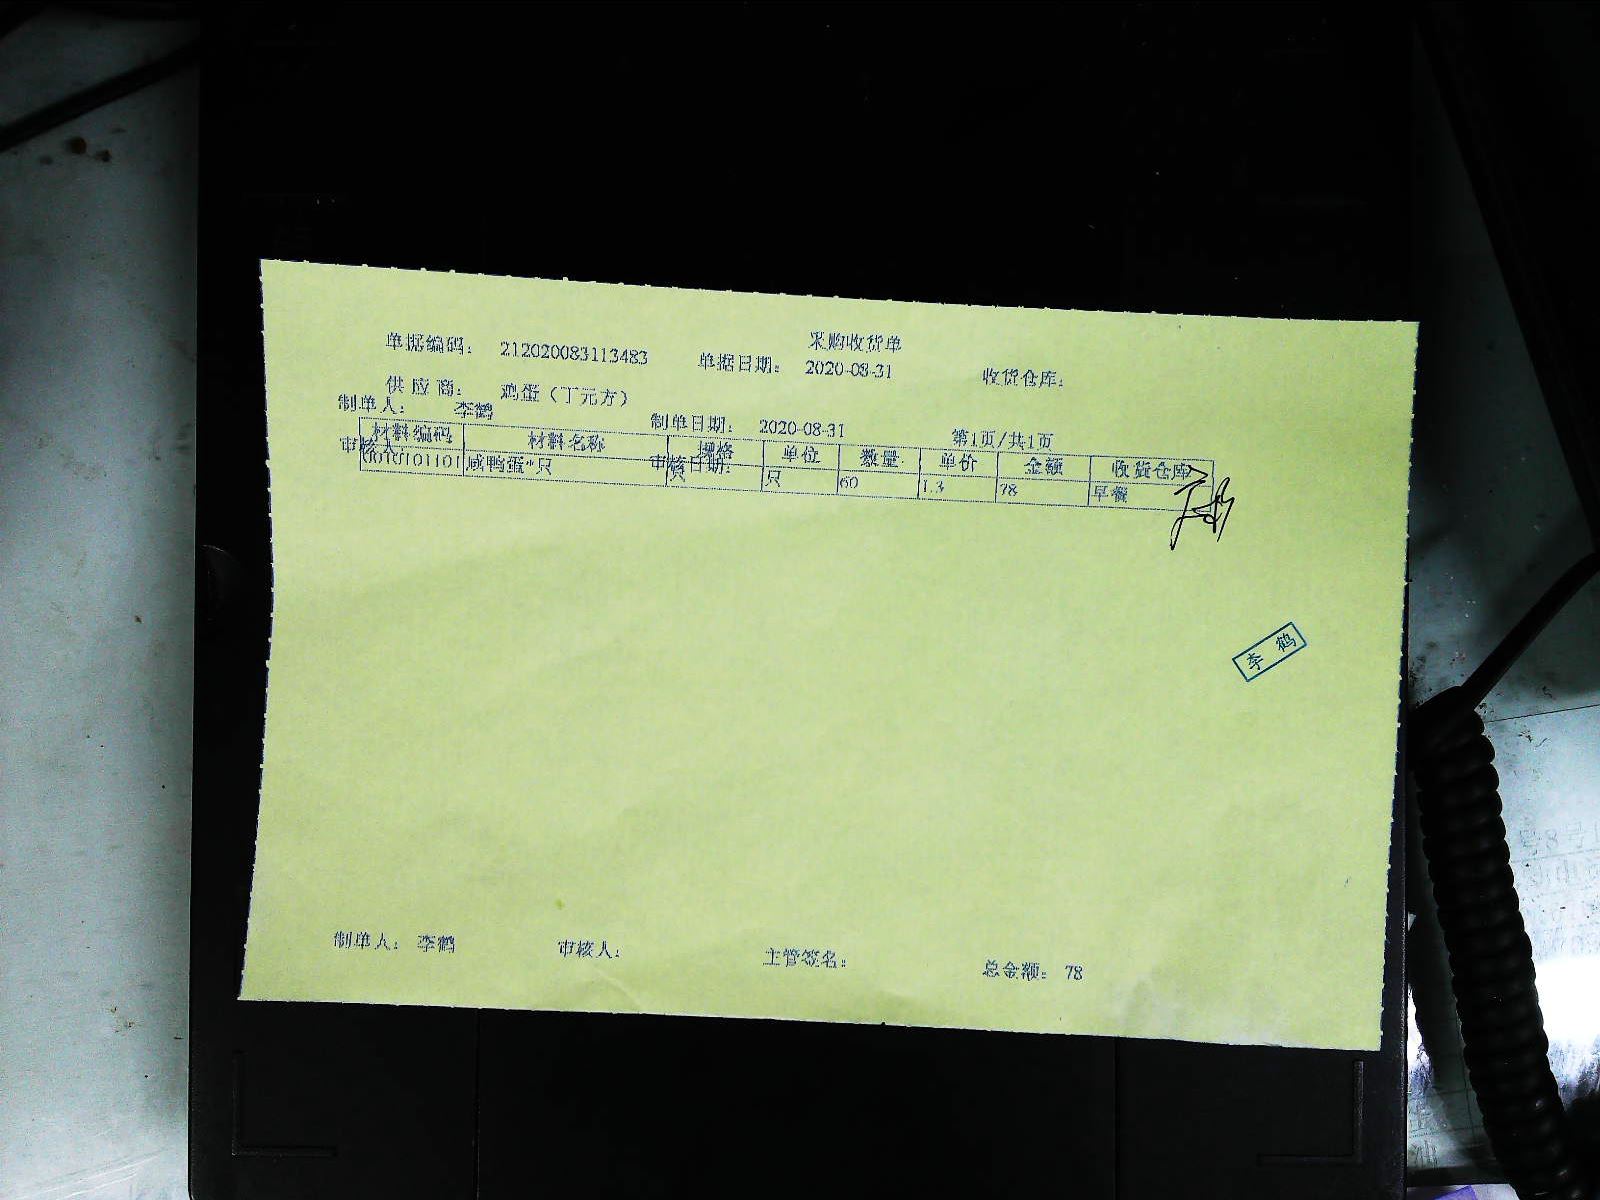 采购收货单
单据编码： 212020083113483 单据日期： 2020-08-31 收货仓库：
供应商： 鸡蛋（丁元方）
制单人： 李鹤 制单日期： 2020-08-31 第1页/共1页
审核人： 审核日期：
材料编码 材料名称 规格 单位 数量 单价 金额 收货仓库
咸鸭蛋*只 只 只 60 1.3 78 早餐
李鹤
制单人： 李鹤 审核人： 主管签名： 总金额： 78